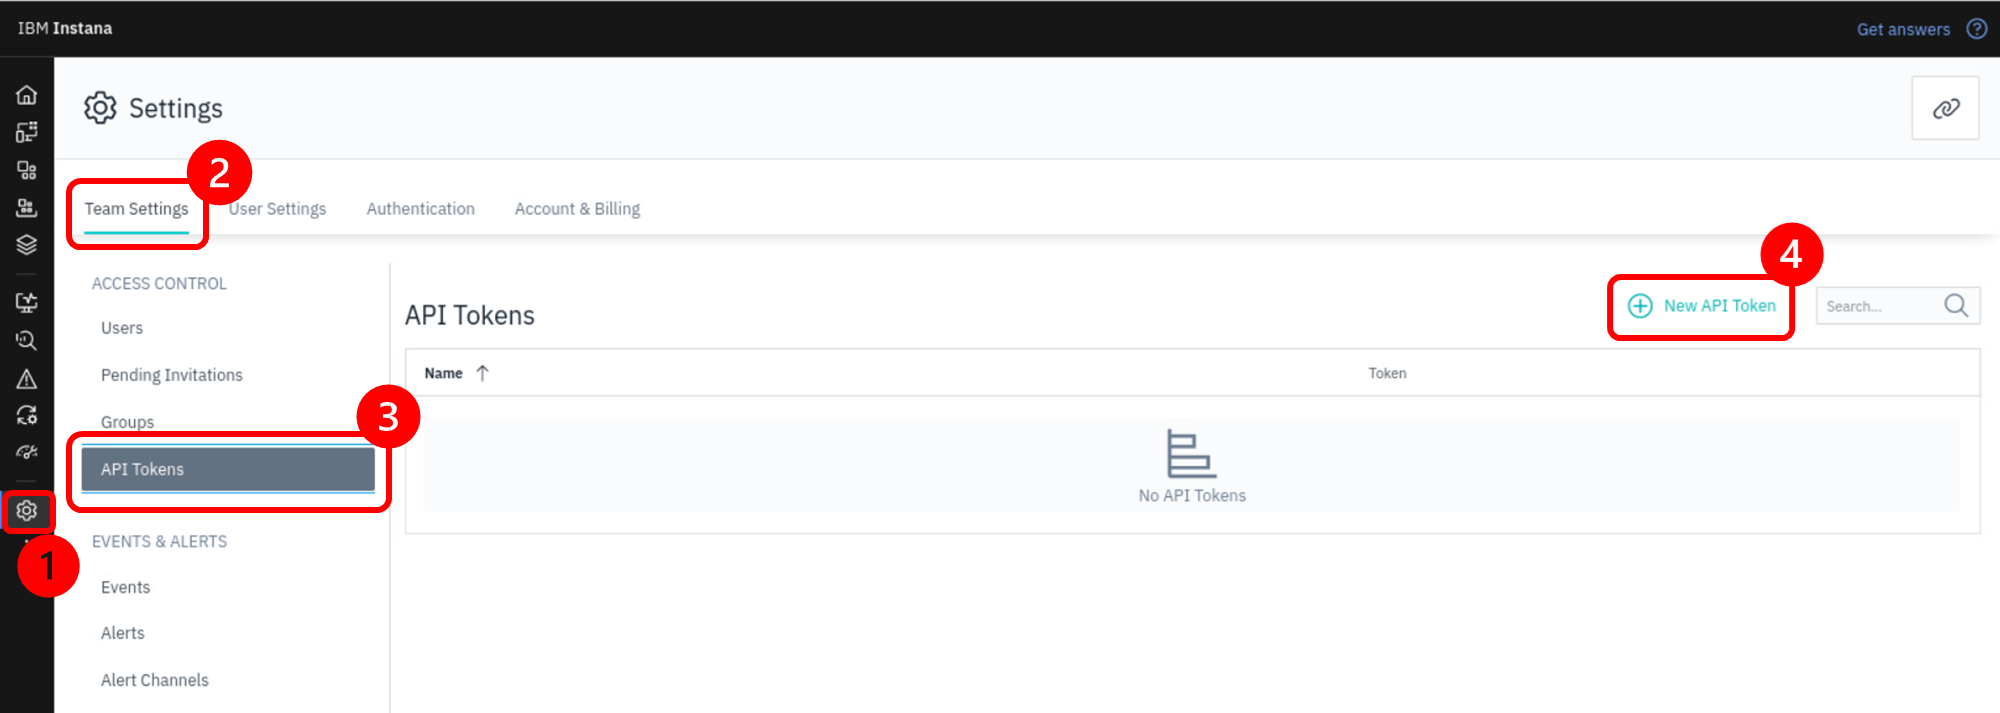 IBM Instana
Get answers
Settings
2
Team Settings
User Settings
Authentication
Account & Billing
4
ACCESS CONTROL
Users
Pending Invitations
Groups
3
API Tokens
1
EVENTS & ALERTS
Events
Alerts
Alert Channels
API Tokens
New API Token
Search...
Name
Token
No API Tokens